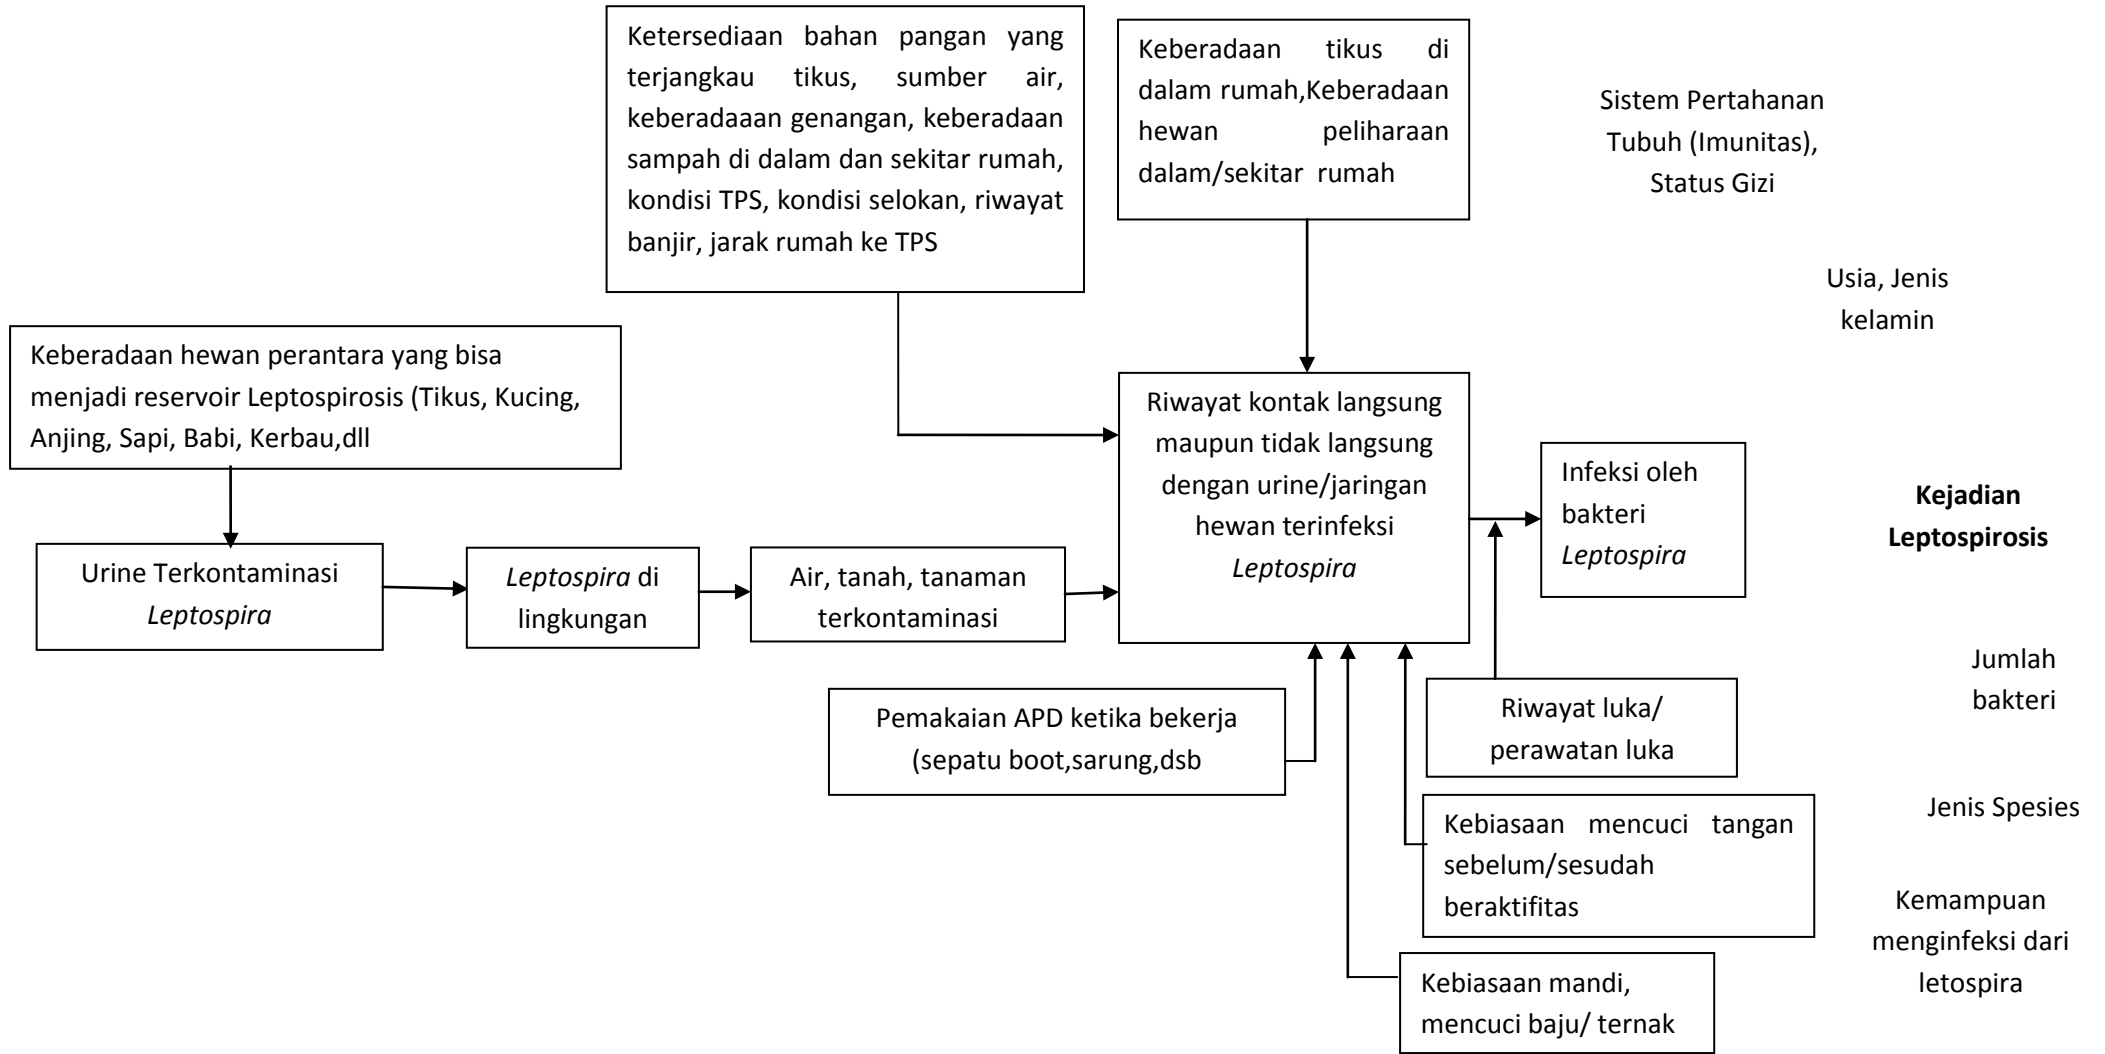 Ketersediaan bahan pangan yang
terjangkau tikus, sumber air,
keberadaaan genangan, keberadaan
sampah di dalam dan sekitar rumah,
kondisi TPS, kondisi selokan, riwayat
banjir, jarak rumah ke TPS
Keberadaan tikus di
dalam rumah,Keberadaan
hewan peliharaan
dalam/sekitar rumah
Sistem Pertahanan
Tubuh (Imunitas),
Status Gizi
Usia, Jenis
kelamin
Keberadaan hewan perantara yang bisa
menjadi reservoir Leptospirosis (Tikus, Kucing,
Anjing, Sapi, Babi, Kerbau,dll
Riwayat kontak langsung
maupun tidak langsung
dengan urine/jaringan
hewan terinfeksi
Leptospira
Infeksi oleh
bakteri
Leptospira
Kejadian
Leptospirosis
Urine Terkontaminasi
Leptospira
Leptospira di
lingkungan
Air, tanah, tanaman
terkontaminasi
Jumlah
bakteri
Pemakaian APD ketika bekerja
(sepatu boot,sarung,dsb
Riwayat luka/
perawatan luka
Jenis Spesies
Kebiasaan mencuci tangan
sebelum/sesudah
beraktifitas
Kemampuan
menginfeksi dari
letospira
Kebiasaan mandi,
mencuci baju/ ternak